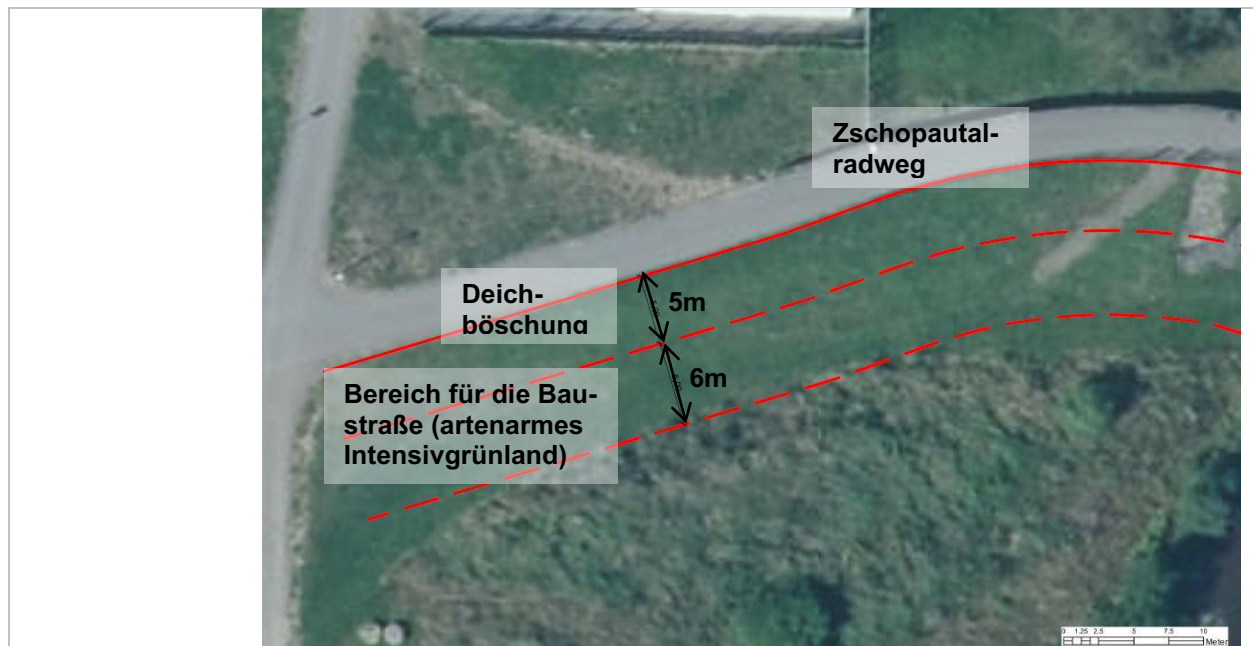 Zschopautal-
radweg
Deich-
böschung
5m
6m
Bereich für die Bau-
straße (artenarmes
Intensivgrünland)
0 1.25 2.5 5 7.5 10
Meter